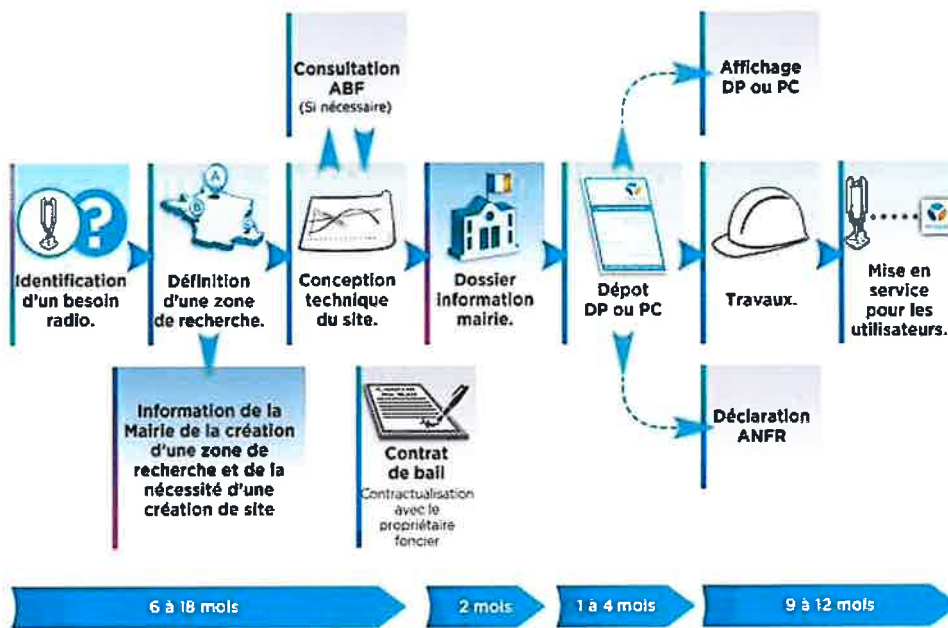 Consultation
ABF
(Si nécessaire)
Affichage
DP ou PC
A
Identification
d'un besoin
radio.
Définition
d'une zone
de recherche.
Conception
technique
du site.
Dossier
information
mairie.
Dépot
DP ou PC
Travaux.
Mise en
service
pour les
utilisateurs.
Information de la
Mairie de la création
d'une zone de
recherche et de la
nécessité d'une
création de site
Contrat
de bail
Contractualisation
avec le
propriétaire
foncier
Déclaration
ANFR
6 à 18 mois
2 mois
1 à 4 mois
9 à 12 mois